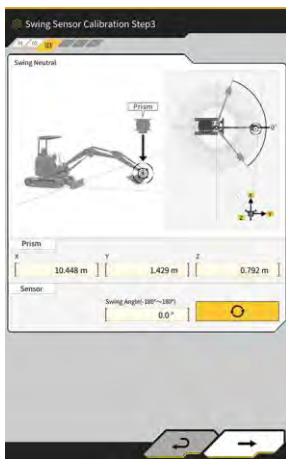 Swing Sensor Calibration Step3
Swing Neutral
Prism
0°
Prism
X Y Z
10.448 m 1.429 m 0.792 m
Sensor
Swing Angle(-180°~180°)
0.0 °